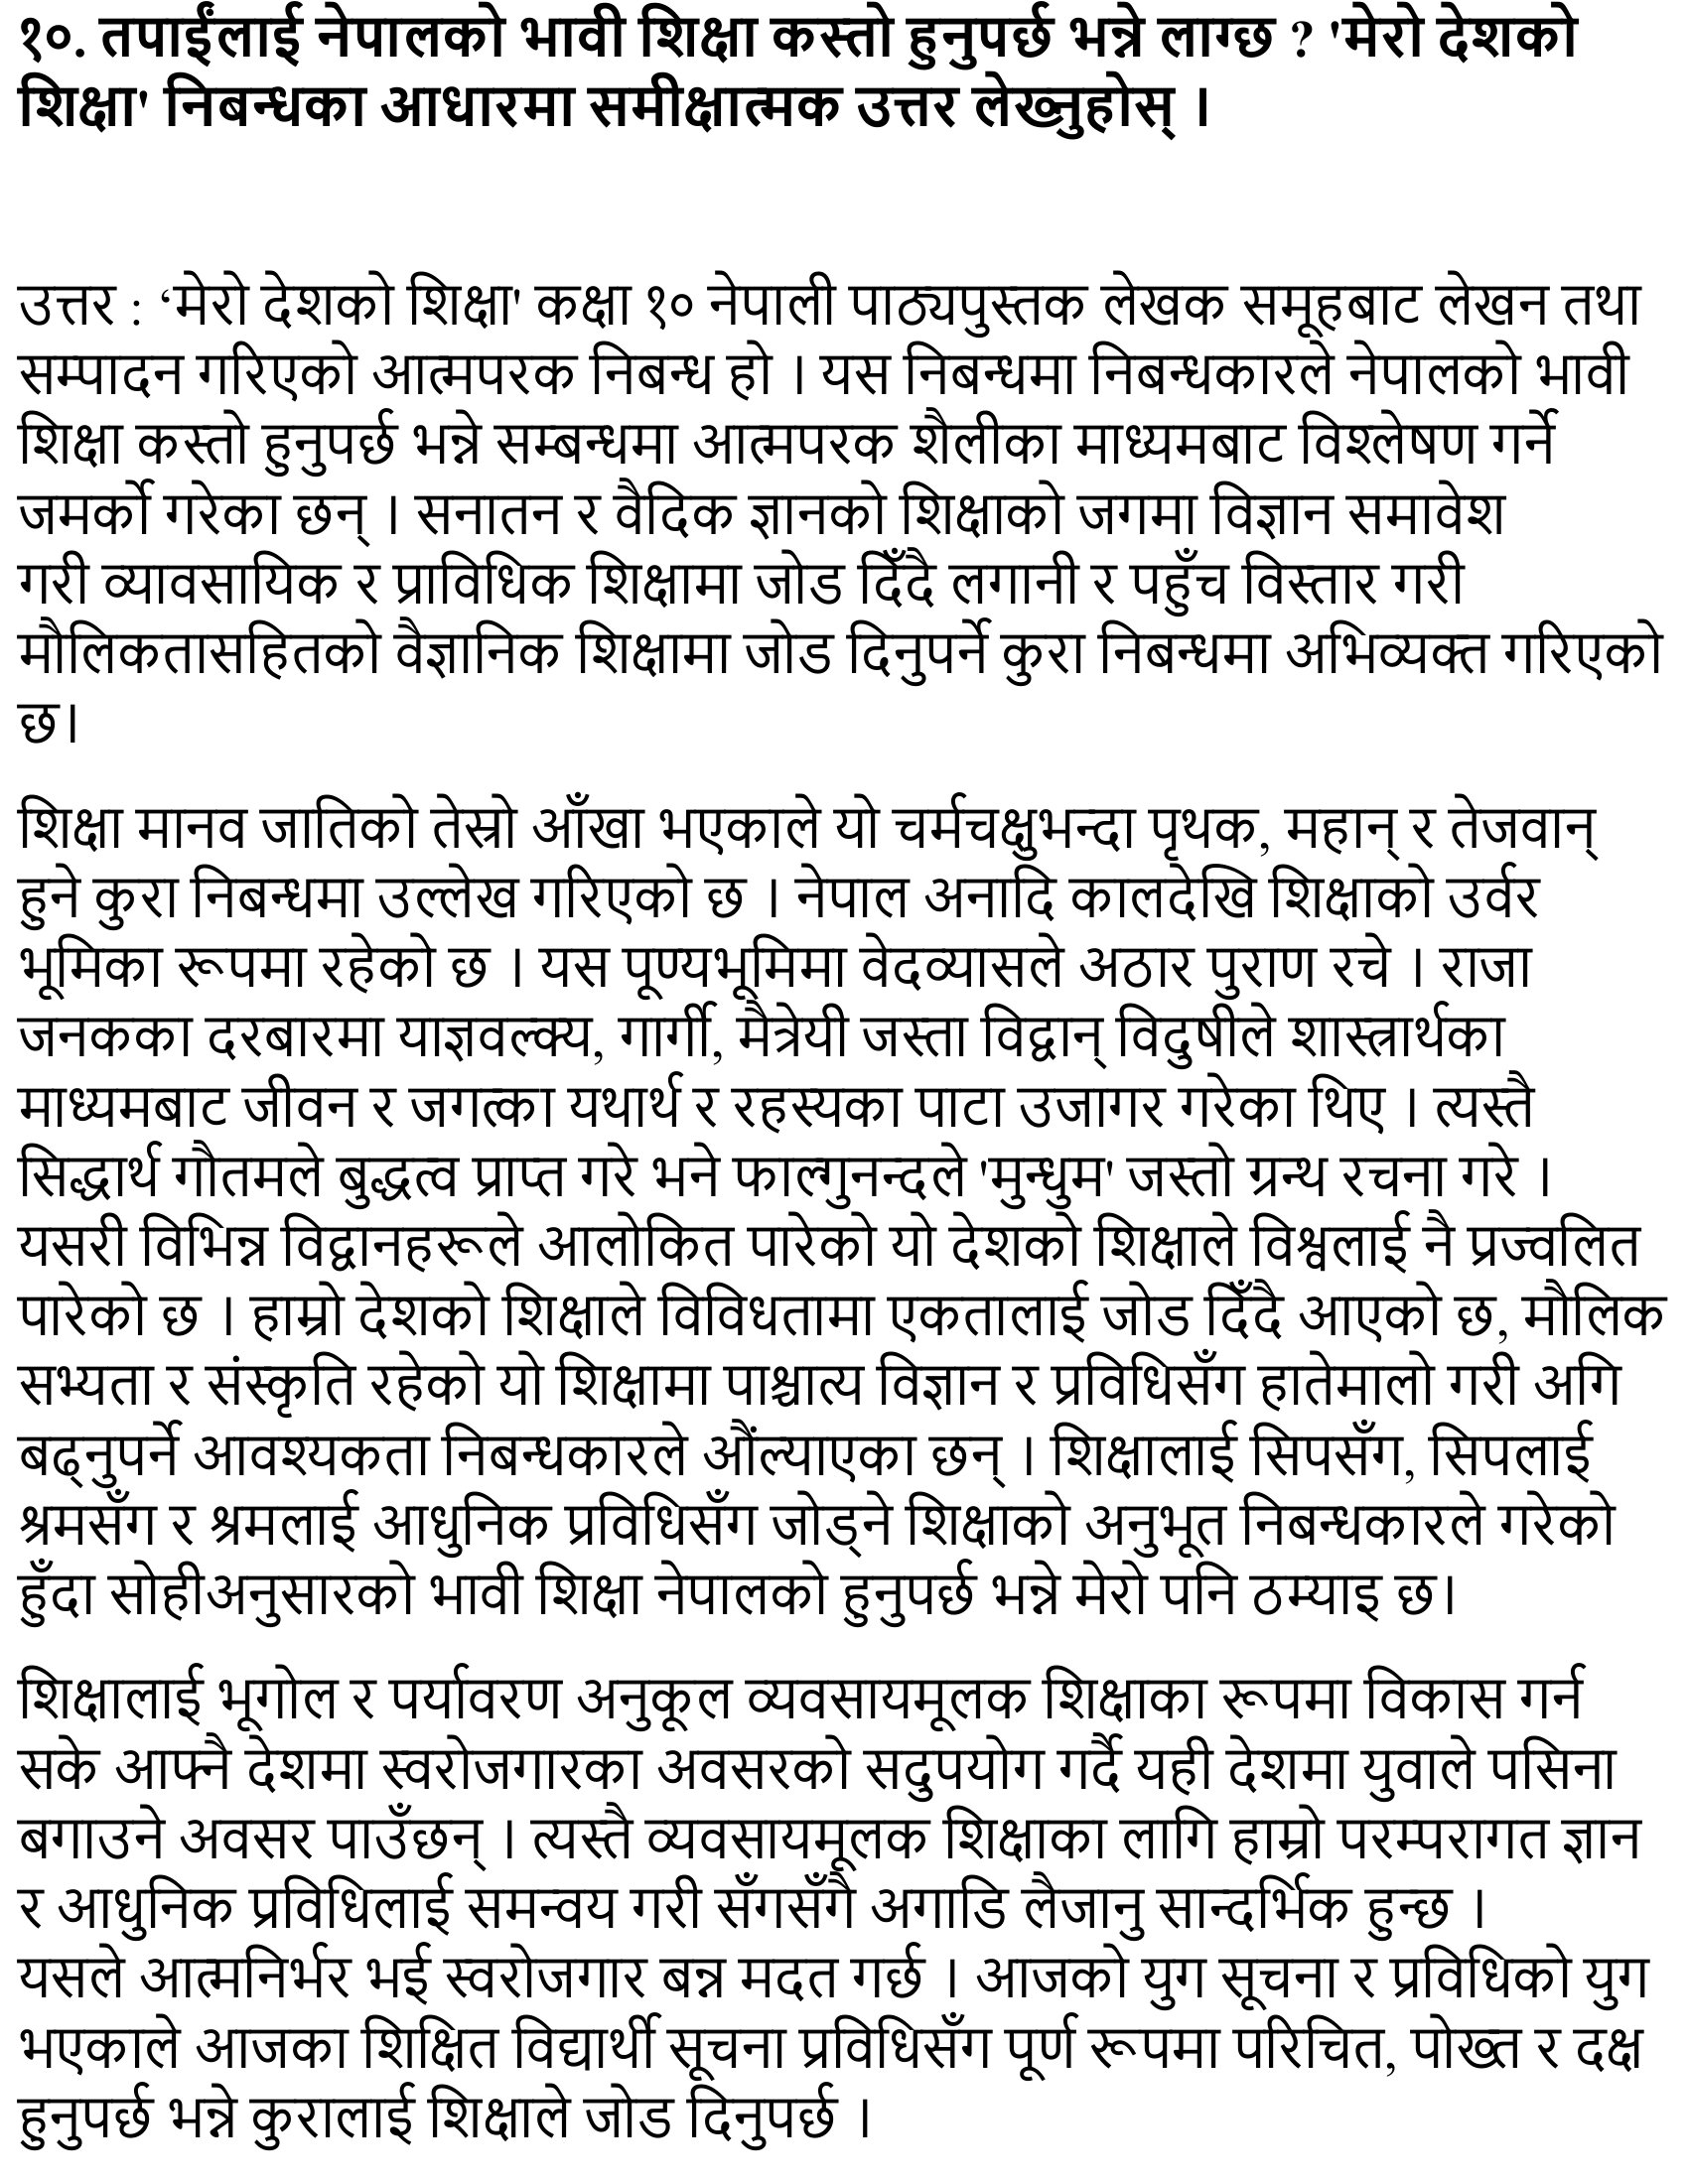 १०. तपाईंलाई नेपालको भावी शिक्षा कस्तो हुनुपर्छ भन्ने लाग्छ ? 'मेरो देशको
शिक्षा' निबन्धका आधारमा समीक्षात्मक उत्तर लेख्नुहोस् ।
उत्तर : ‘मेरो देशको शिक्षा' कक्षा १० नेपाली पाठ्यपुस्तक लेखक समूहबाट लेखन तथा
सम्पादन गरिएको आत्मपरक निबन्ध हो । यस निबन्धमा निबन्धकारले नेपालको भावी
शिक्षा कस्तो हुनुपर्छ भन्ने सम्बन्धमा आत्मपरक शैलीका माध्यमबाट विश्लेषण गर्ने
जमर्को गरेका छन् । सनातन र वैदिक ज्ञानको शिक्षाको जगमा विज्ञान समावेश
गरी व्यावसायिक र प्राविधिक शिक्षामा जोड दिँदै लगानी र पहुँच विस्तार गरी
मौलिकतासहितको वैज्ञानिक शिक्षामा जोड दिनुपर्ने कुरा निबन्धमा अभिव्यक्त गरिएको
छ।
शिक्षा मानव जातिको तेस्रो आँखा भएकाले यो चर्मचक्षुभन्दा पृथक, महान् र तेजवान्
हुने कुरा निबन्धमा उल्लेख गरिएको छ । नेपाल अनादि कालदेखि शिक्षाको उर्वर
भूमिका रूपमा रहेको छ । यस पूण्यभूमिमा वेदव्यासले अठार पुराण रचे । राजा
जनकका दरबारमा याज्ञवल्क्य, गार्गी, मैत्रेयी जस्ता विद्वान् विदुषीले शास्त्रार्थका
माध्यमबाट जीवन र जगत्का यथार्थ र रहस्यका पाटा उजागर गरेका थिए । त्यस्तै
सिद्धार्थ गौतमले बुद्धत्व प्राप्त गरे भने फाल्गुनन्दले 'मुन्धुम' जस्तो ग्रन्थ रचना गरे ।
यसरी विभिन्न विद्वानहरूले आलोकित पारेको यो देशको शिक्षाले विश्वलाई नै प्रज्वलित
पारेको छ । हाम्रो देशको शिक्षाले विविधतामा एकतालाई जोड दिँदै आएको छ, मौलिक
सभ्यता र संस्कृति रहेको यो शिक्षामा पाश्चात्य विज्ञान र प्रविधिसँग हातेमालो गरी अगि
बढ्नुपर्ने आवश्यकता निबन्धकारले औंल्याएका छन् । शिक्षालाई सिपसँग, सिपलाई
श्रमसँग र श्रमलाई आधुनिक प्रविधिसँग जोड्ने शिक्षाको अनुभूत निबन्धकारले गरेको
हुँदा सोहीअनुसारको भावी शिक्षा नेपालको हुनुपर्छ भन्ने मेरो पनि ठम्याइ छ।
शिक्षालाई भूगोल र पर्यावरण अनुकूल व्यवसायमूलक शिक्षाका रूपमा विकास गर्न
सके आफ्नै देशमा स्वरोजगारका अवसरको सदुपयोग गर्दै यही देशमा युवाले पसिना
बगाउने अवसर पाउँछन् । त्यस्तै व्यवसायमूलक शिक्षाका लागि हाम्रो परम्परागत ज्ञान
र आधुनिक प्रविधिलाई समन्वय गरी सँगसँगै अगाडि लैजानु सान्दर्भिक हुन्छ ।
यसले आत्मनिर्भर भई स्वरोजगार बन्न मदत गर्छ । आजको युग सूचना र प्रविधिको युग
भएकाले आजका शिक्षित विद्यार्थी सूचना प्रविधिसँग पूर्ण रूपमा परिचित, पोख्त र दक्ष
हुनुपर्छ भन्ने कुरालाई शिक्षाले जोड दिनुपर्छ ।